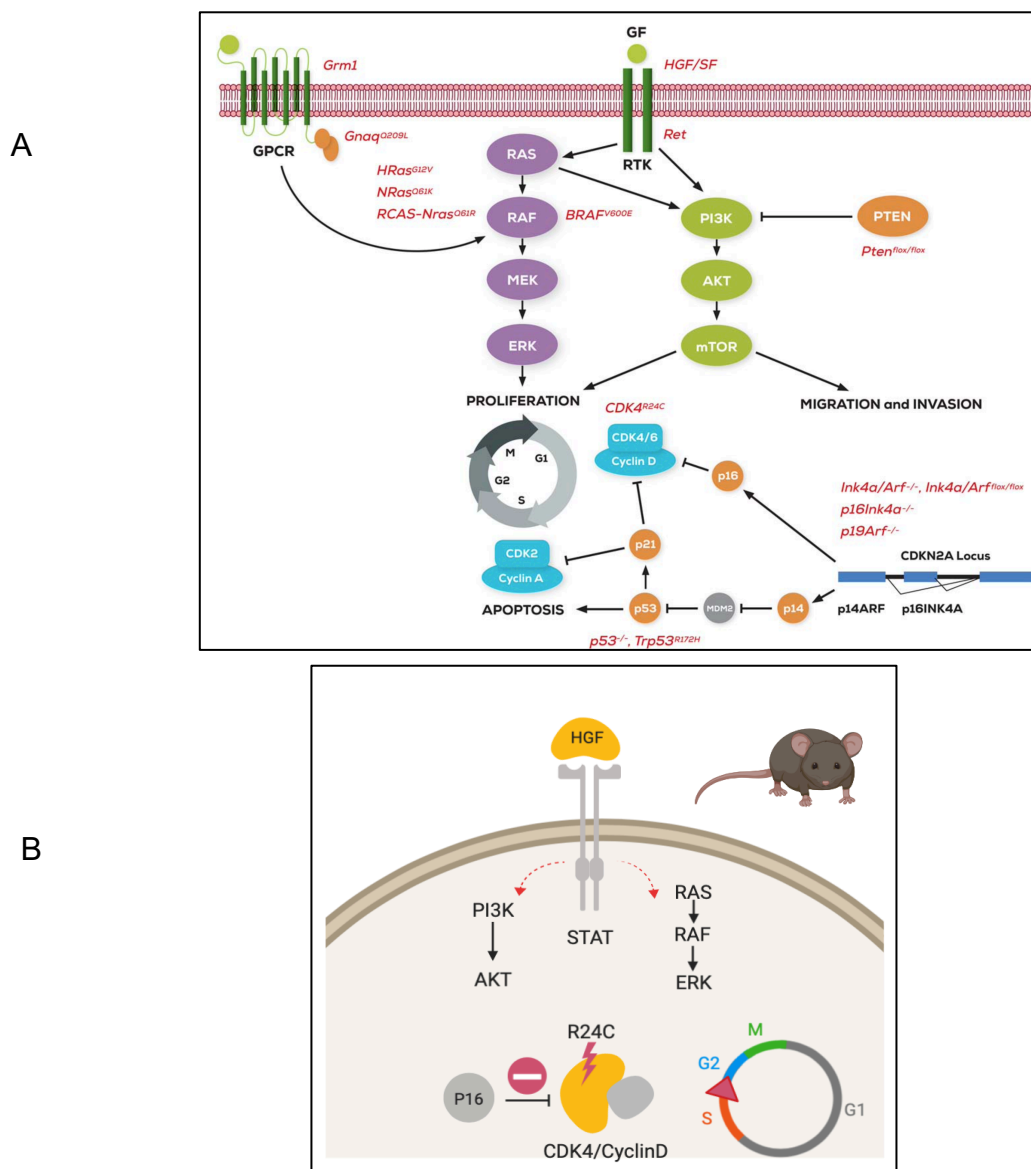 A
GF
Grm1
HGF/SF
Gnaq^Q209L
GPCR
Ret
RTK
HRas^G12V
NRas^Q61K
RCAS-Nras^Q61R
RAS
RAF
BRAF^V600E
PI3K
PTEN
Pten^flox/flox
MEK
AKT
ERK
mTOR
PROLIFERATION
MIGRATION and INVASION
CDK4^R24C
CDK4/6
Cyclin D
M
G1
G2
S
p16
Ink4a/Arf^-/-, Ink4a/Arf^flox/flox
p16Ink4a^-/-
p19Arf^-/-
CDKN2A Locus
p21
CDK2
Cyclin A
APOPTOSIS
p53
MDM2
p14
p14ARF
p16INK4A
p53^-/-, Trp53^R172H
B
HGF
PI3K
AKT
STAT
RAS
RAF
ERK
R24C
P16
CDK4/CyclinD
M
G2
S
G1